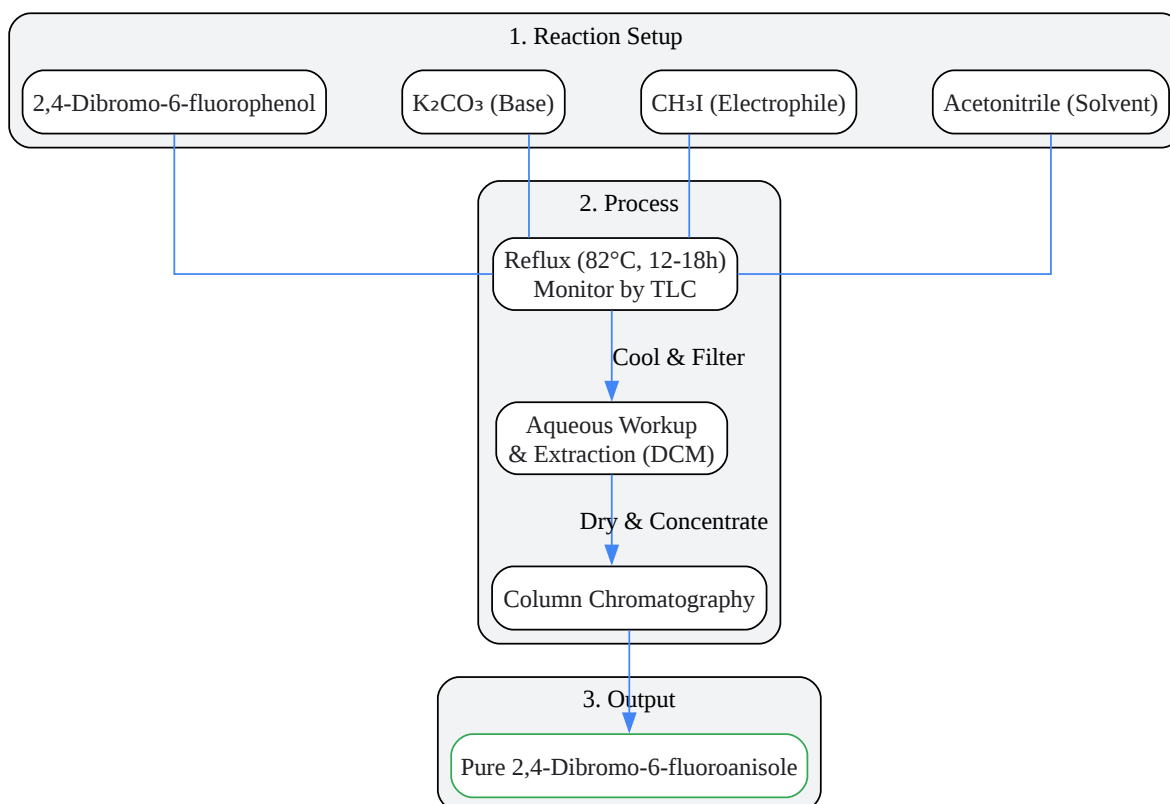 1. Reaction Setup
2,4-Dibromo-6-fluorophenol
K₂CO₃ (Base)
CH₃I (Electrophile)
Acetonitrile (Solvent)
2. Process
Reflux (82°C, 12-18h)
Monitor by TLC
Cool & Filter
Aqueous Workup
& Extraction (DCM)
Dry & Concentrate
Column Chromatography
3. Output
Pure 2,4-Dibromo-6-fluoroanisole